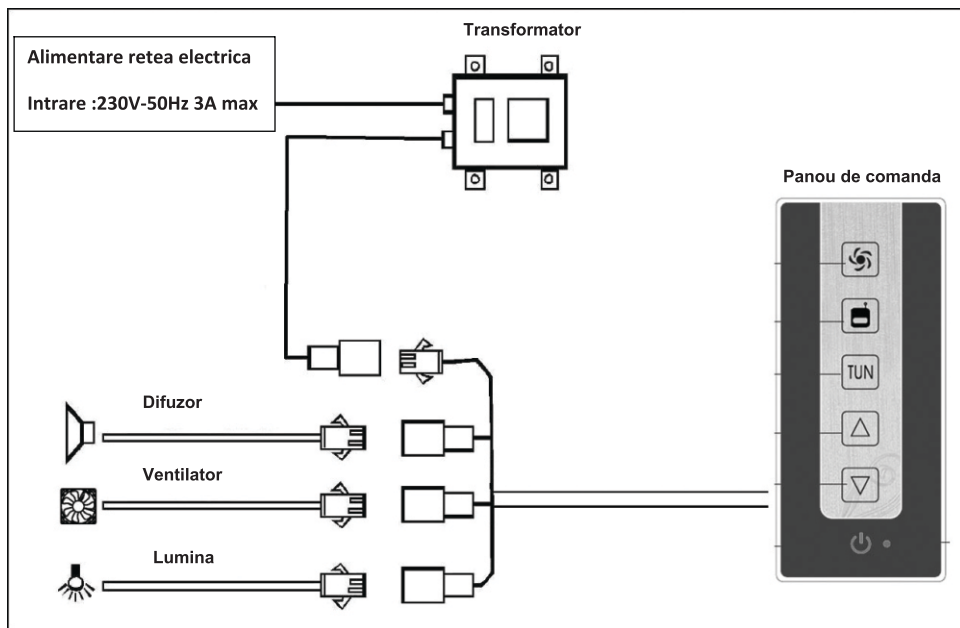 Transformator
Alimentare retea electrica
Intrare :230V-50Hz 3A max
Panou de comanda
TUN
Difuzor
Ventilator
Lumina